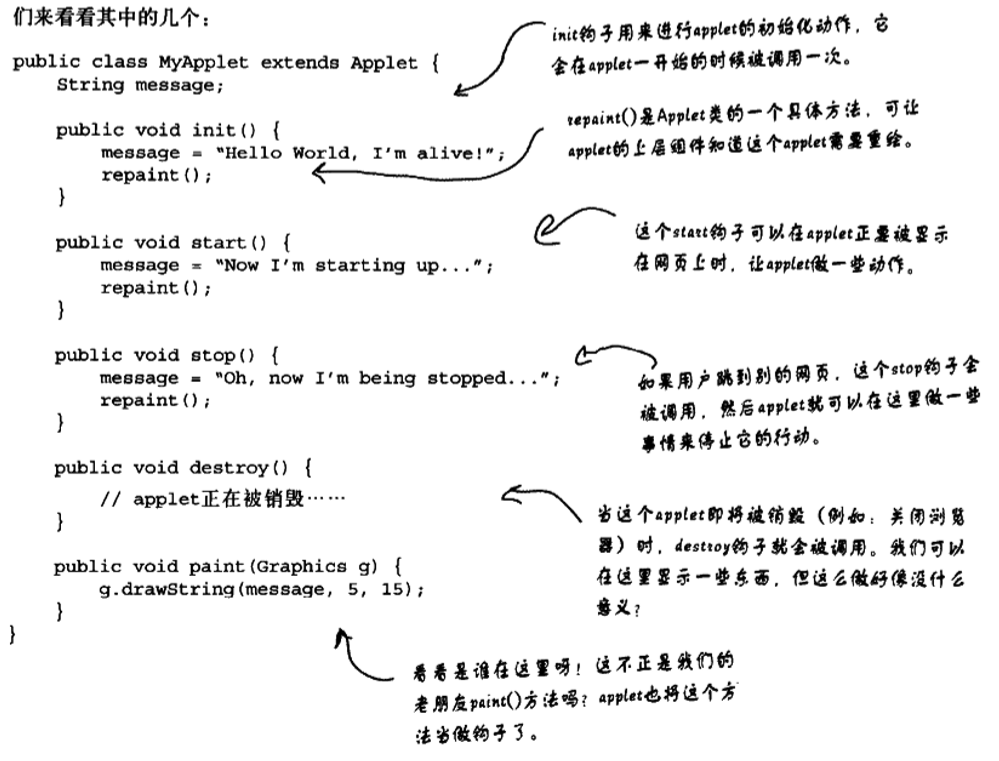 们来看看其中的几个：
public class MyApplet extends Applet {
String message;
init钩子用来进行applet的初始化动作，它
会在applet一开始的时候被调用一次。
public void init() {
message = “Hello World, I'm alive!”;
repaint();
}
repaint()是Applet类的一个具体方法，可让
applet的上层组件知道这个applet需要重绘。
public void start() {
message = “Now I'm starting up...”;
repaint();
}
这个start钩子可以在applet正要被显示
在网页上时，让applet做一些动作。
public void stop() {
message = “Oh, now I'm being stopped...”;
repaint();
}
如果用户跳到别的网页，这个stop钩子会
被调用，然后applet就可以在这里做一些
事情来停止它的行动。
public void destroy() {
// applet正在被销毁……
}
当这个applet即将被销毁（例如：关闭浏览
器）时，destroy钩子就会被调用。我们可以
在这里显示一些东西，但这么做好像没什么
意义？
public void paint(Graphics g) {
g.drawString(message, 5, 15);
}
}
看看是谁在这里呀！这不正是我们的
老朋友paint()方法吗？applet也将这个方
法当做钩子了。